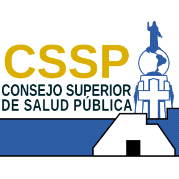 CSSP
CONSEJO SUPERIOR
DE SALUD PÚBLICA